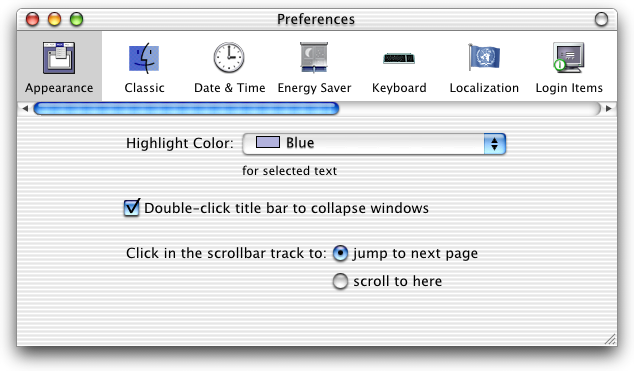 Preferences
Appearance Classic Date & Time Energy Saver Keyboard Localization Login Items
Highlight Color: Blue
for selected text
Double-click title bar to collapse windows
Click in the scrollbar track to: jump to next page
scroll to here